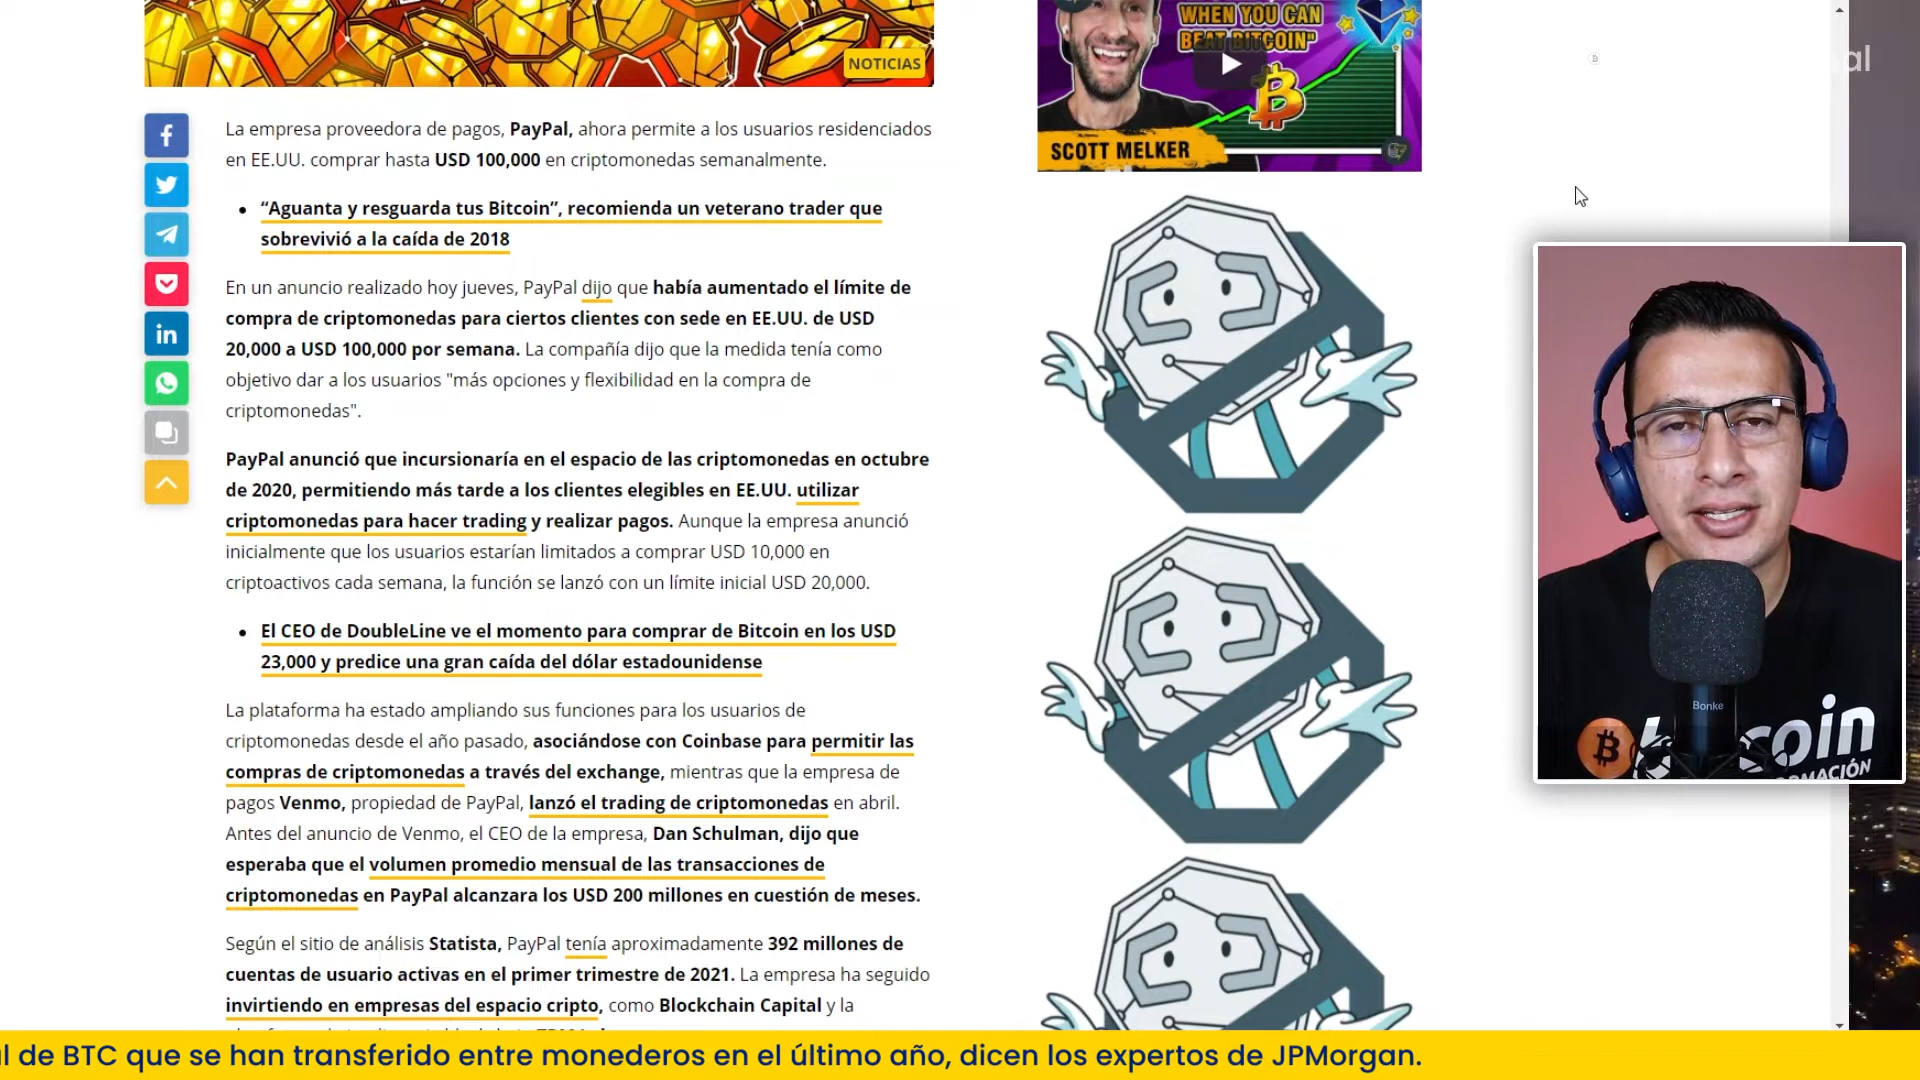 WHEN YOU CAN
BEAT BITCOIN"
SCOTT MELKER
NOTICIAS
al
La empresa proveedora de pagos, PayPal, ahora permite a los usuarios residenciados
en EE.UU. comprar hasta USD 100,000 en criptomonedas semanalmente.
“Aguanta y resguarda tus Bitcoin”, recomienda un veterano trader que
sobrevivió a la caída de 2018
En un anuncio realizado hoy jueves, PayPal dijo que había aumentado el límite de
compra de criptomonedas para ciertos clientes con sede en EE.UU. de USD
20,000 a USD 100,000 por semana. La compañía dijo que la medida tenía como
objetivo dar a los usuarios "más opciones y flexibilidad en la compra de
criptomonedas".
PayPal anunció que incursionaría en el espacio de las criptomonedas en octubre
de 2020, permitiendo más tarde a los clientes elegibles en EE.UU. utilizar
criptomonedas para hacer trading y realizar pagos. Aunque la empresa anunció
inicialmente que los usuarios estarían limitados a comprar USD 10,000 en
criptoactivos cada semana, la función se lanzó con un límite inicial USD 20,000.
El CEO de DoubleLine ve el momento para comprar de Bitcoin en los USD
23,000 y predice una gran caída del dólar estadounidense
La plataforma ha estado ampliando sus funciones para los usuarios de
criptomonedas desde el año pasado, asociándose con Coinbase para permitir las
compras de criptomonedas a través del exchange, mientras que la empresa de
pagos Venmo, propiedad de PayPal, lanzó el trading de criptomonedas en abril.
Antes del anuncio de Venmo, el CEO de la empresa, Dan Schulman, dijo que
esperaba que el volumen promedio mensual de las transacciones de
criptomonedas en PayPal alcanzara los USD 200 millones en cuestión de meses.
Según el sitio de análisis Statista, PayPal tenía aproximadamente 392 millones de
cuentas de usuario activas en el primer trimestre de 2021. La empresa ha seguido
invirtiendo en empresas del espacio cripto, como Blockchain Capital y la
Bonke
coin
l de BTC que se han transferido entre monederos en el último año, dicen los expertos de JPMorgan.